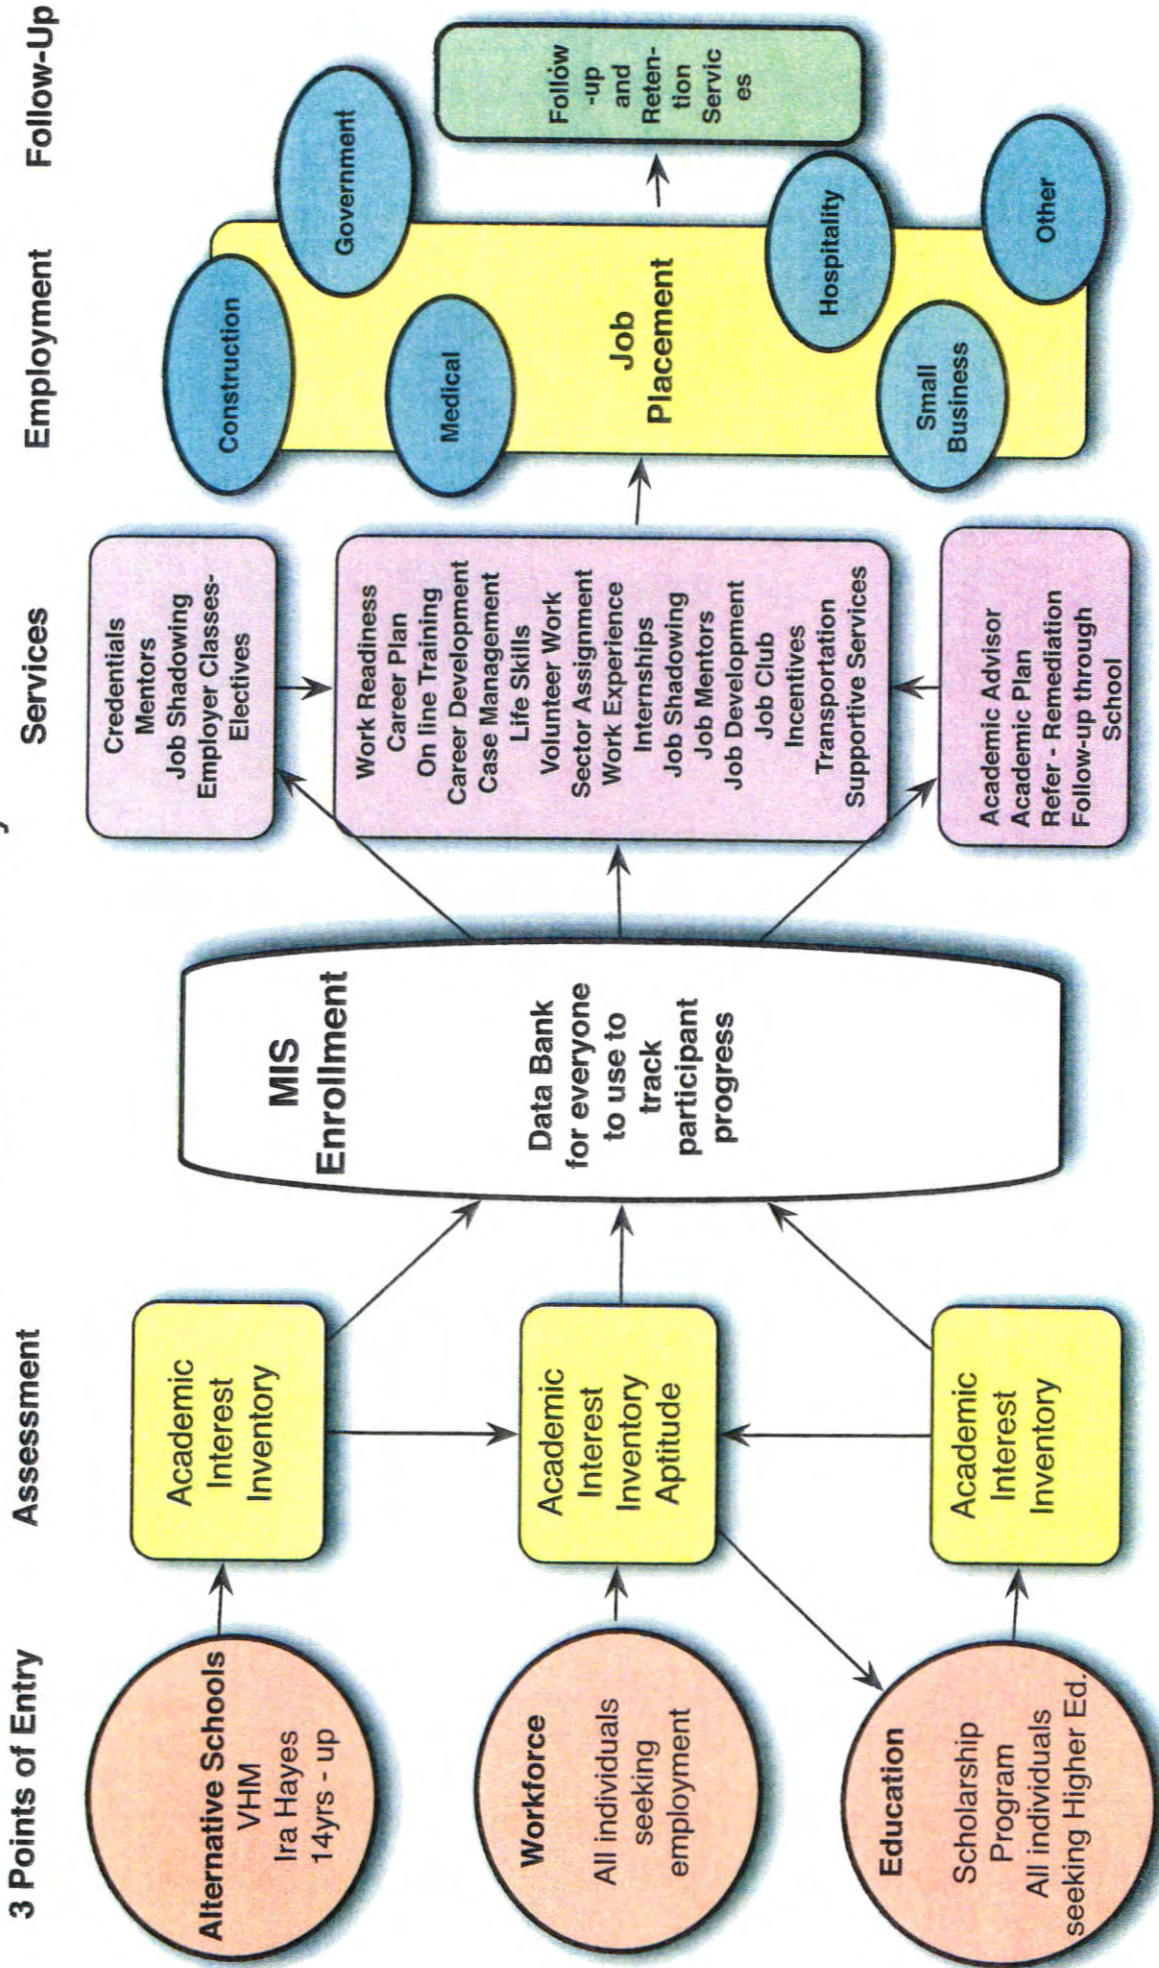 3 Points of Entry
Assessment
Services
Employment
Follow-Up
Alternative Schools
VHM
Ira Hayes
14yrs - up
Workforce
All individuals
seeking
employment
Education
Scholarship
Program
All individuals
seeking Higher Ed.
Academic
Interest
Inventory
Academic
Interest
Inventory
Aptitude
Academic
Interest
Inventory
MIS
Enrollment
Data Bank
for everyone
to use to
track
participant
progress
Credentials
Mentors
Job Shadowing
Employer Classes-
Electives
Work Readiness
Career Plan
On line Training
Career Development
Case Management
Life Skills
Volunteer Work
Sector Assignment
Work Experience
Internships
Job Shadowing
Job Mentors
Job Development
Job Club
Incentives
Transportation
Supportive Services
Academic Advisor
Academic Plan
Refer - Remediation
Follow-up through
School
Construction
Government
Medical
Job
Placement
Hospitality
Small
Business
Other
Follow
-up
and
Reten-
tion
Servic
es